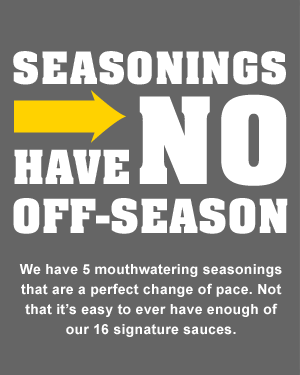 SEASONINGS
HAVE NO
OFF-SEASON
We have 5 mouthwatering seasonings
that are a perfect change of pace. Not
that it’s easy to ever have enough of
our 16 signature sauces.